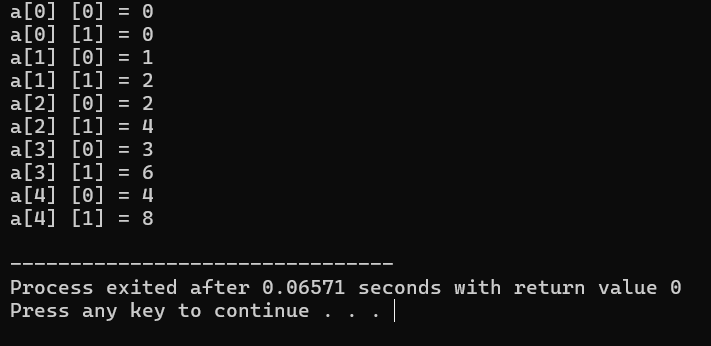 a[0] [0] = 0
a[0] [1] = 0
a[1] [0] = 1
a[1] [1] = 2
a[2] [0] = 2
a[2] [1] = 4
a[3] [0] = 3
a[3] [1] = 6
a[4] [0] = 4
a[4] [1] = 8
--------------------------------
Process exited after 0.06571 seconds with return value 0
Press any key to continue . . .